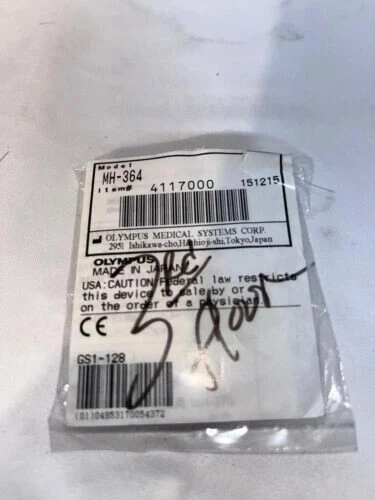 Model
MH-364
Item# 4117000 151215
OLYMPUS MEDICAL SYSTEMS CORP.
2951 Ishikawa-cho,Hachioji-shi,Tokyo,Japan
OLYMPUS
MADE IN JAPAN
USA:CAUTION Federal law restricts
this device to sale by or
on the order of a physician.
CE
floor
GS1-128
(01)04953170054372